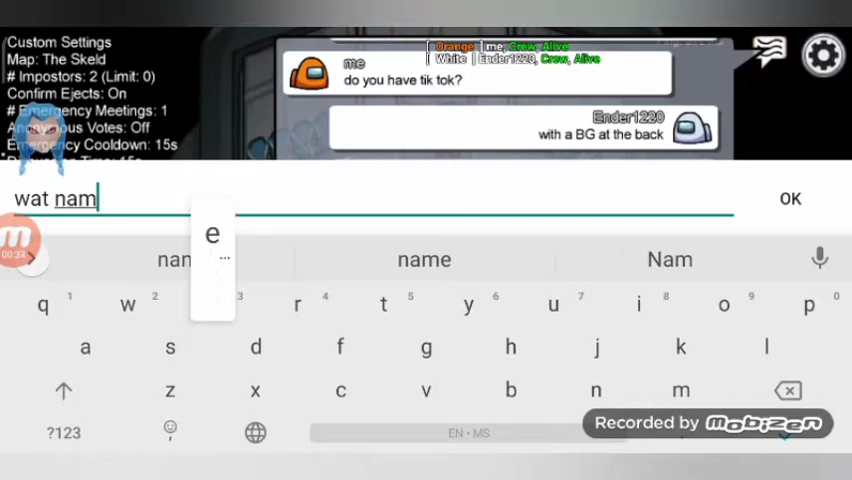 Custom Settings
Map: The Skeld
# Impostors: 2 (Limit: 0)
Confirm Ejects: On
# Emergency Meetings: 1
Anonymous Votes: Off
Emergency Cooldown: 15s
[ Orange ] me, Crew, Alive
[ White ] Ender1220, Crew, Alive
me
do you have tik tok?
Ender1220
with a BG at the back
wat nam
OK
00:33
e
...
name
Nam
q 1 w 2 3 r 4 t 5 y 6 u 7 i 8 o 9 p 0
a s d f g h j k l
z x c v b n m
?123 , EN • MS
Recorded by mobizen